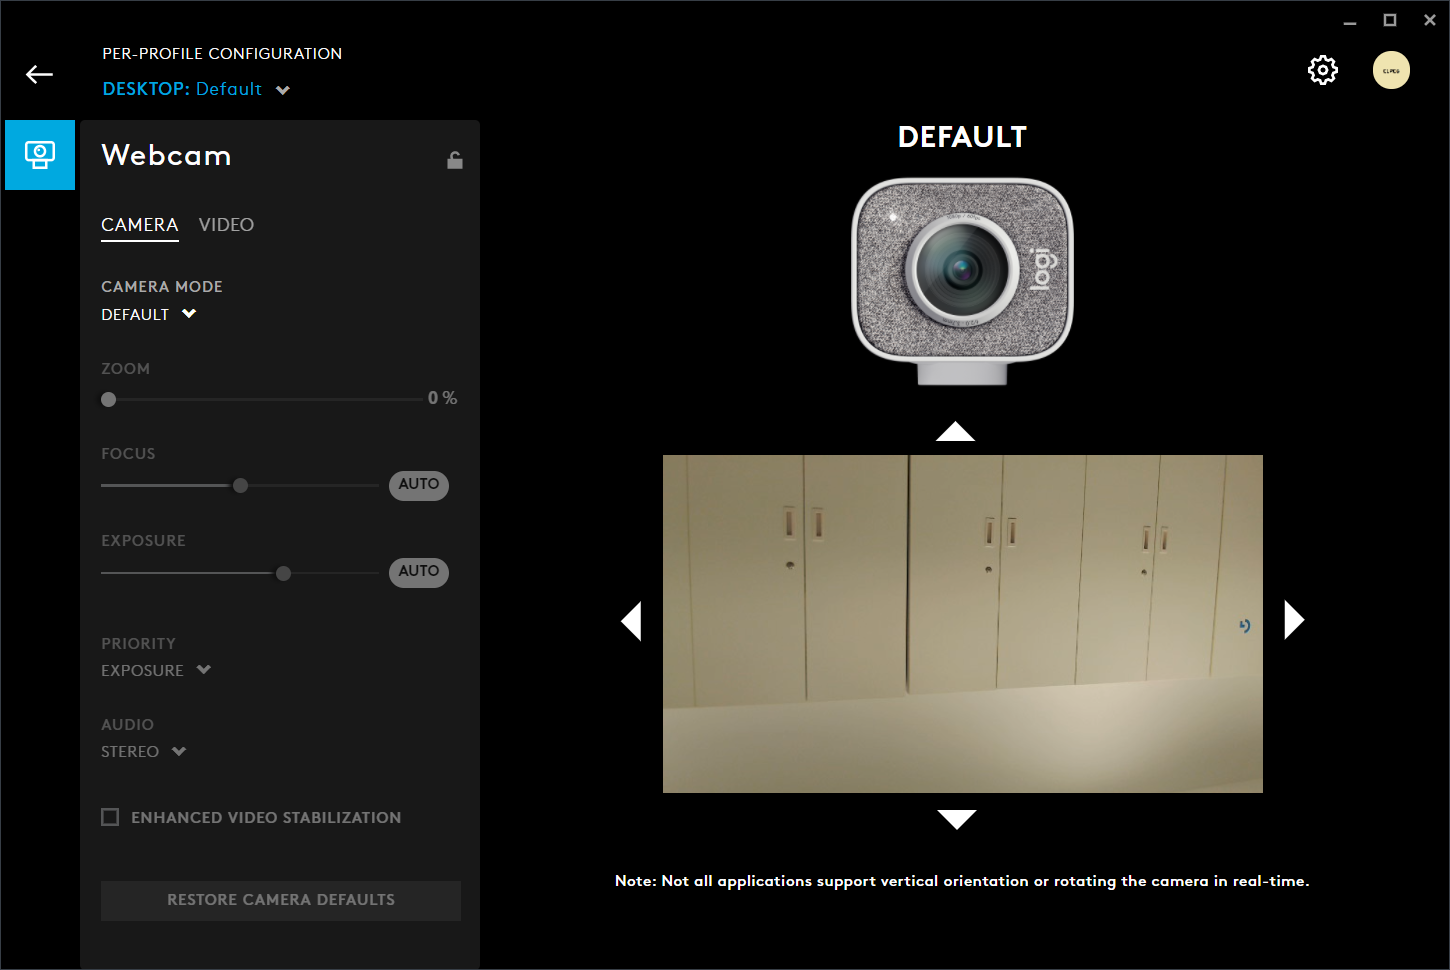 PER-PROFILE CONFIGURATION
DESKTOP: Default
Webcam
CAMERA VIDEO
CAMERA MODE
DEFAULT
ZOOM
0 %
FOCUS
AUTO
EXPOSURE
AUTO
PRIORITY
EXPOSURE
AUDIO
STEREO
ENHANCED VIDEO STABILIZATION
RESTORE CAMERA DEFAULTS
DEFAULT
logi
Note: Not all applications support vertical orientation or rotating the camera in real-time.